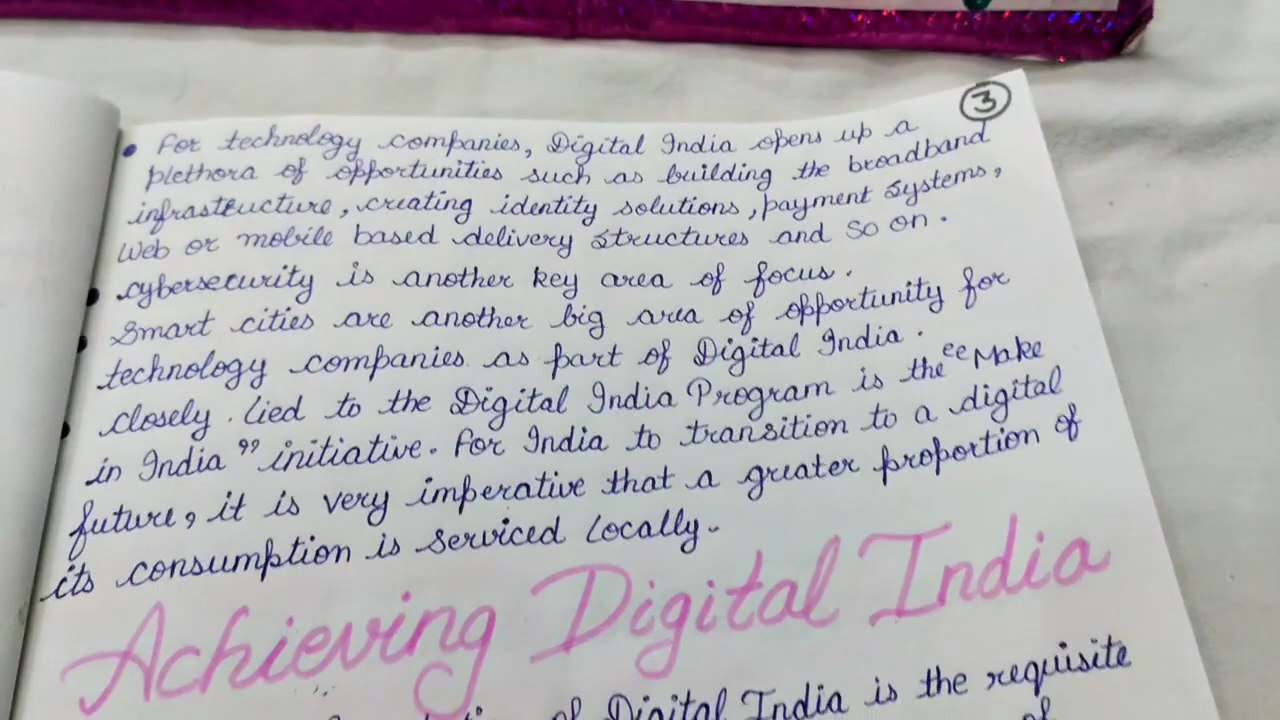 3
• For technology companies, Digital India opens up a
plethora of opportunities such as building the broadband
infrastructure, creating identity solutions, payment systems,
Web or mobile based delivery structures and so on.
cybersecurity is another key area of focus.
Smart cities are another big area of opportunity for
technology companies as part of Digital India.
closely. tied to the Digital India Program is the "Make
in India" initiative. For India to transition to a digital
future, it is very imperative that a greater proportion of
its consumption is serviced locally.
Achieving Digital India
of Digital India is the requisite
of